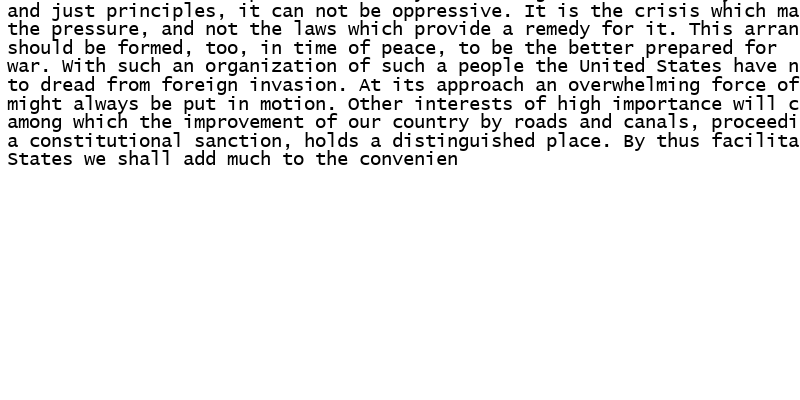 and just principles, it can not be oppressive. It is the crisis which ma
the pressure, and not the laws which provide a remedy for it. This arran
should be formed, too, in time of peace, to be the better prepared for
war. With such an organization of such a people the United States have n
to dread from foreign invasion. At its approach an overwhelming force of
might always be put in motion. Other interests of high importance will c
among which the improvement of our country by roads and canals, proceedi
a constitutional sanction, holds a distinguished place. By thus facilita
States we shall add much to the convenien